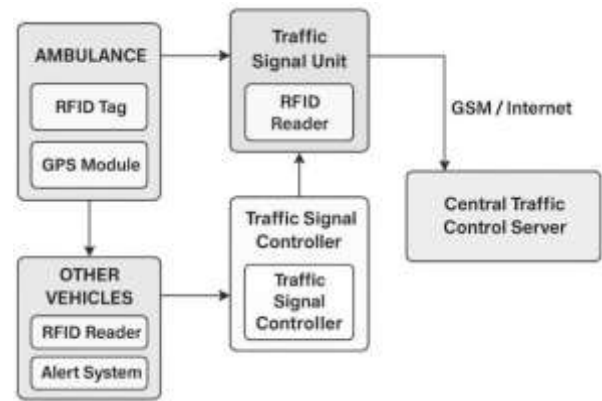 AMBULANCE
RFID Tag
GPS Module
Traffic
Signal Unit
RFID
Reader
GSM / Internet
Central Traffic
Control Server
Traffic Signal
Controller
Traffic
Signal
Controller
OTHER
VEHICLES
RFID Reader
Alert System